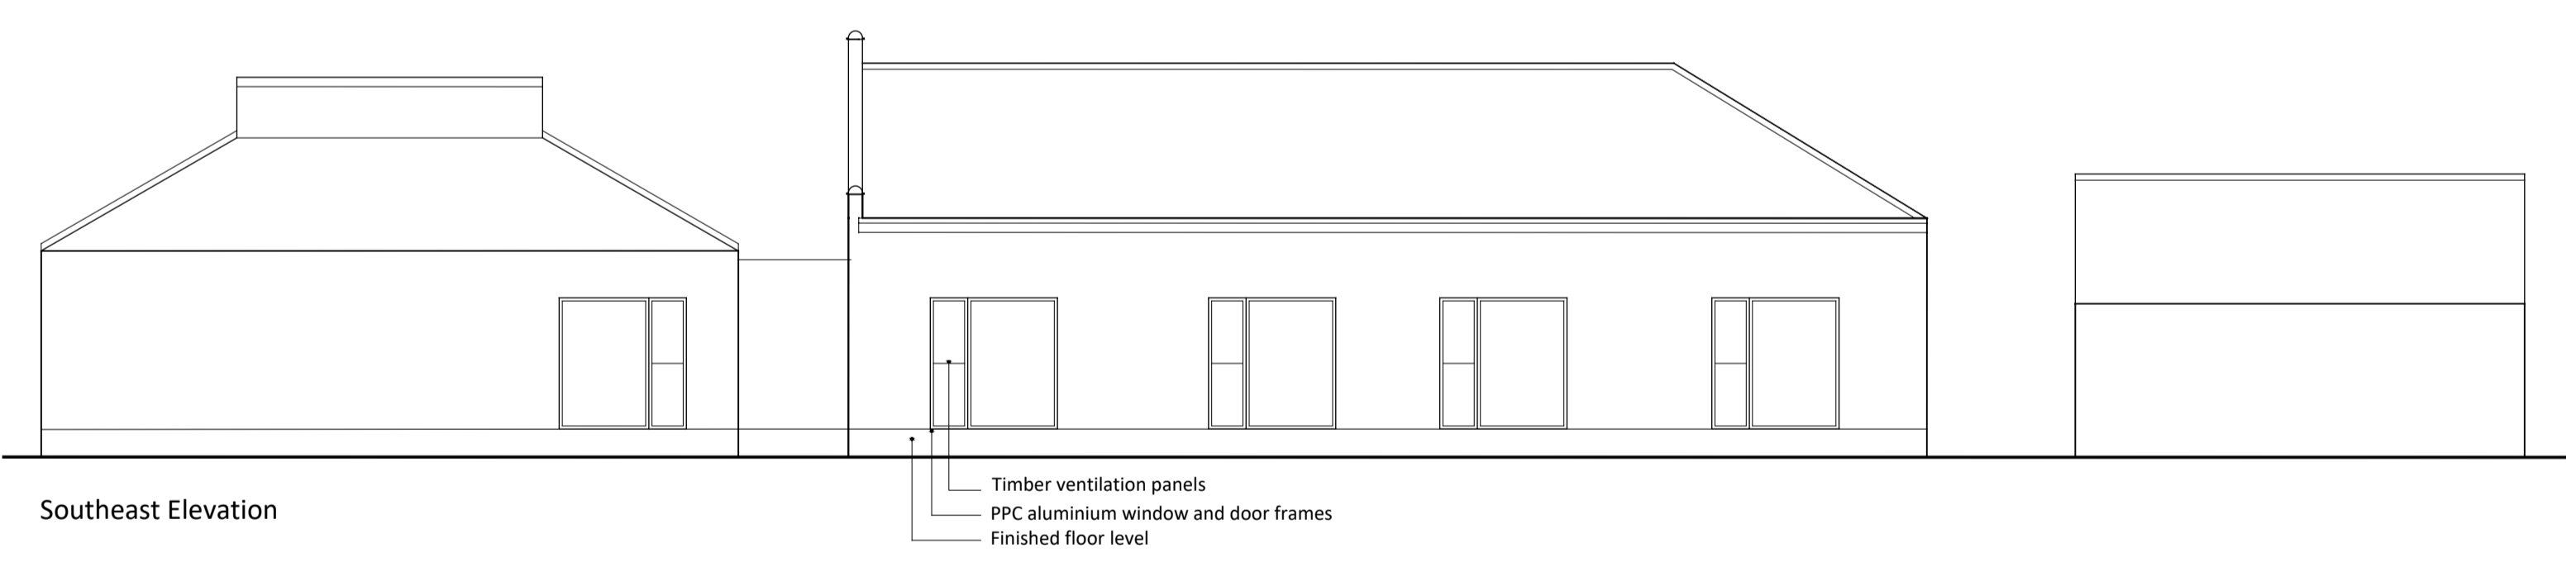 Timber ventilation panels
Southeast Elevation
PPC aluminium window and door frames
Finished floor level